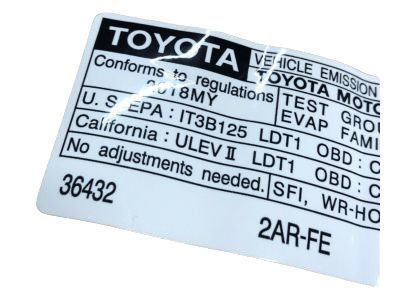 TOYOTA VEHICLE EMISSION
Conforms to regulations TOYOTA MOTO
2018MY TEST GROU
U. S. EPA : IT3B125 LDT1 OBD : C EVAP FAMI
California : ULEV II LDT1 OBD : C
No adjustments needed. SFI, WR-HO
36432 2AR-FE